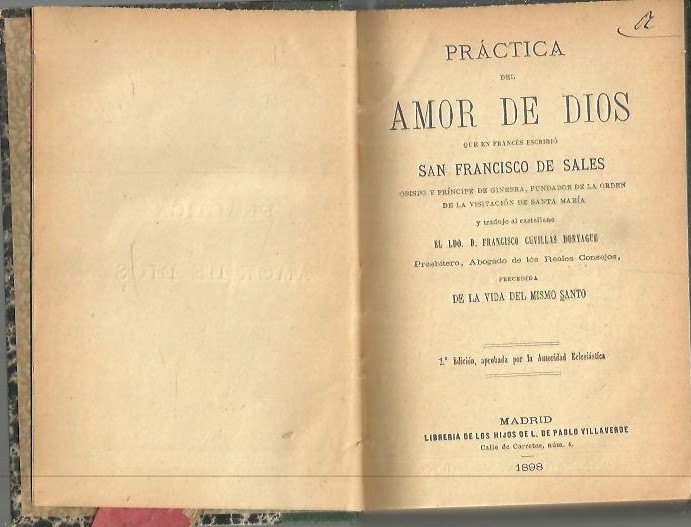 PRÁCTICA
DEL
AMOR DE DIOS
QUE EN FRANCÉS ESCRIBIÓ
SAN FRANCISCO DE SALES
OBISPO Y PRÍNCIPE DE GINEBRA, FUNDADOR DE LA ORDEN
DE LA VISITACIÓN DE SANTA MARÍA
y tradujo al castellano
EL LDO. D. FRANCISCO CUVILLAS DONYAGUE
Presbítero, Abogado de los Reales Consejos,
PRECEDIDA
DE LA VIDA DEL MISMO SANTO
Edición, aprobada por la Autoridad Eclesiástica
MADRID
LIBRERIA DE LOS HIJOS DE L. DE PABLO VILLAVERDE
Calle de Carretas, núm. 4.
1898